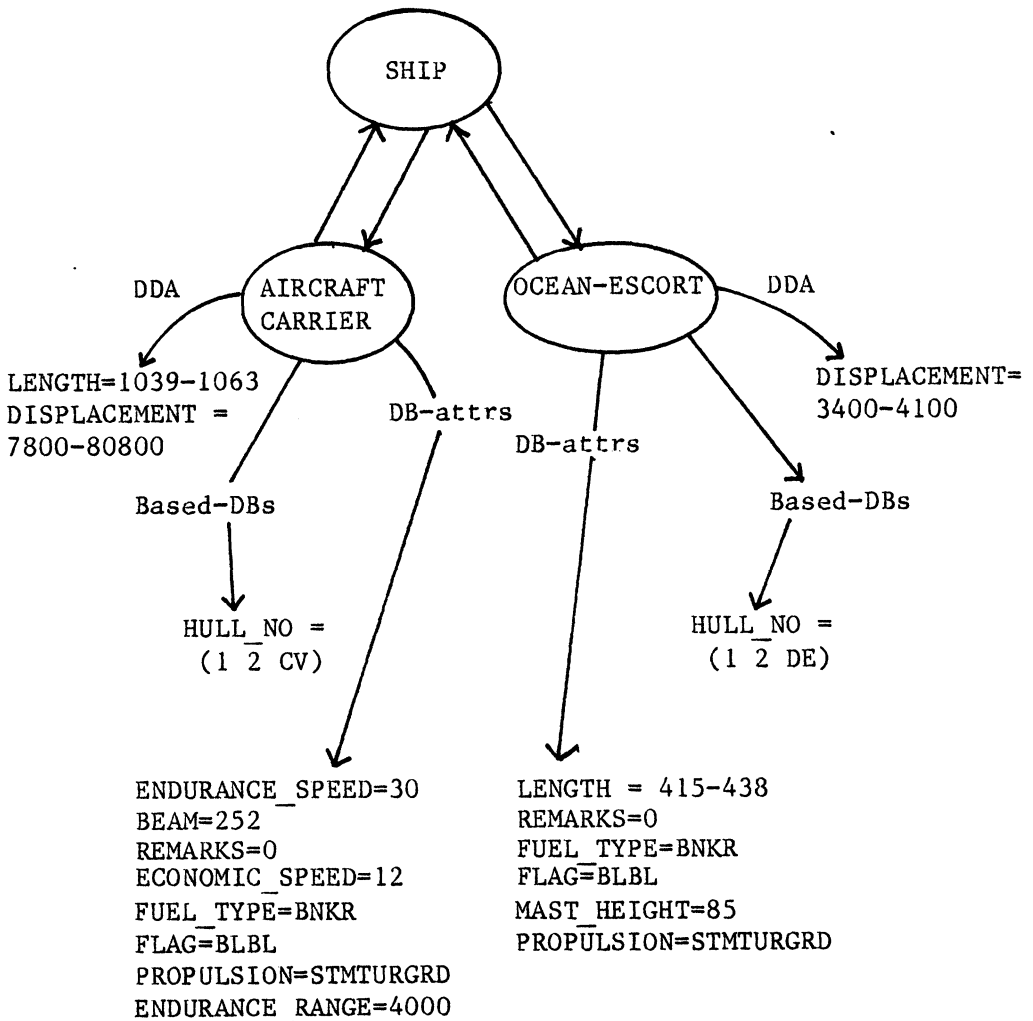 SHIP
DDA
AIRCRAFT
CARRIER
OCEAN-ESCORT
DDA
LENGTH=1039-1063
DISPLACEMENT =
7800-80800
DB-attrs
DB-attrs
DISPLACEMENT=
3400-4100
Based-DBs
Based-DBs
HULL_NO =
(1 2 CV)
HULL_NO =
(1 2 DE)
ENDURANCE_SPEED=30
BEAM=252
REMARKS=0
ECONOMIC_SPEED=12
FUEL_TYPE=BNKR
FLAG=BLBL
PROPULSION=STMTURGRD
ENDURANCE RANGE=4000
LENGTH = 415-438
REMARKS=0
FUEL_TYPE=BNKR
FLAG=BLBL
MAST_HEIGHT=85
PROPULSION=STMTURGRD